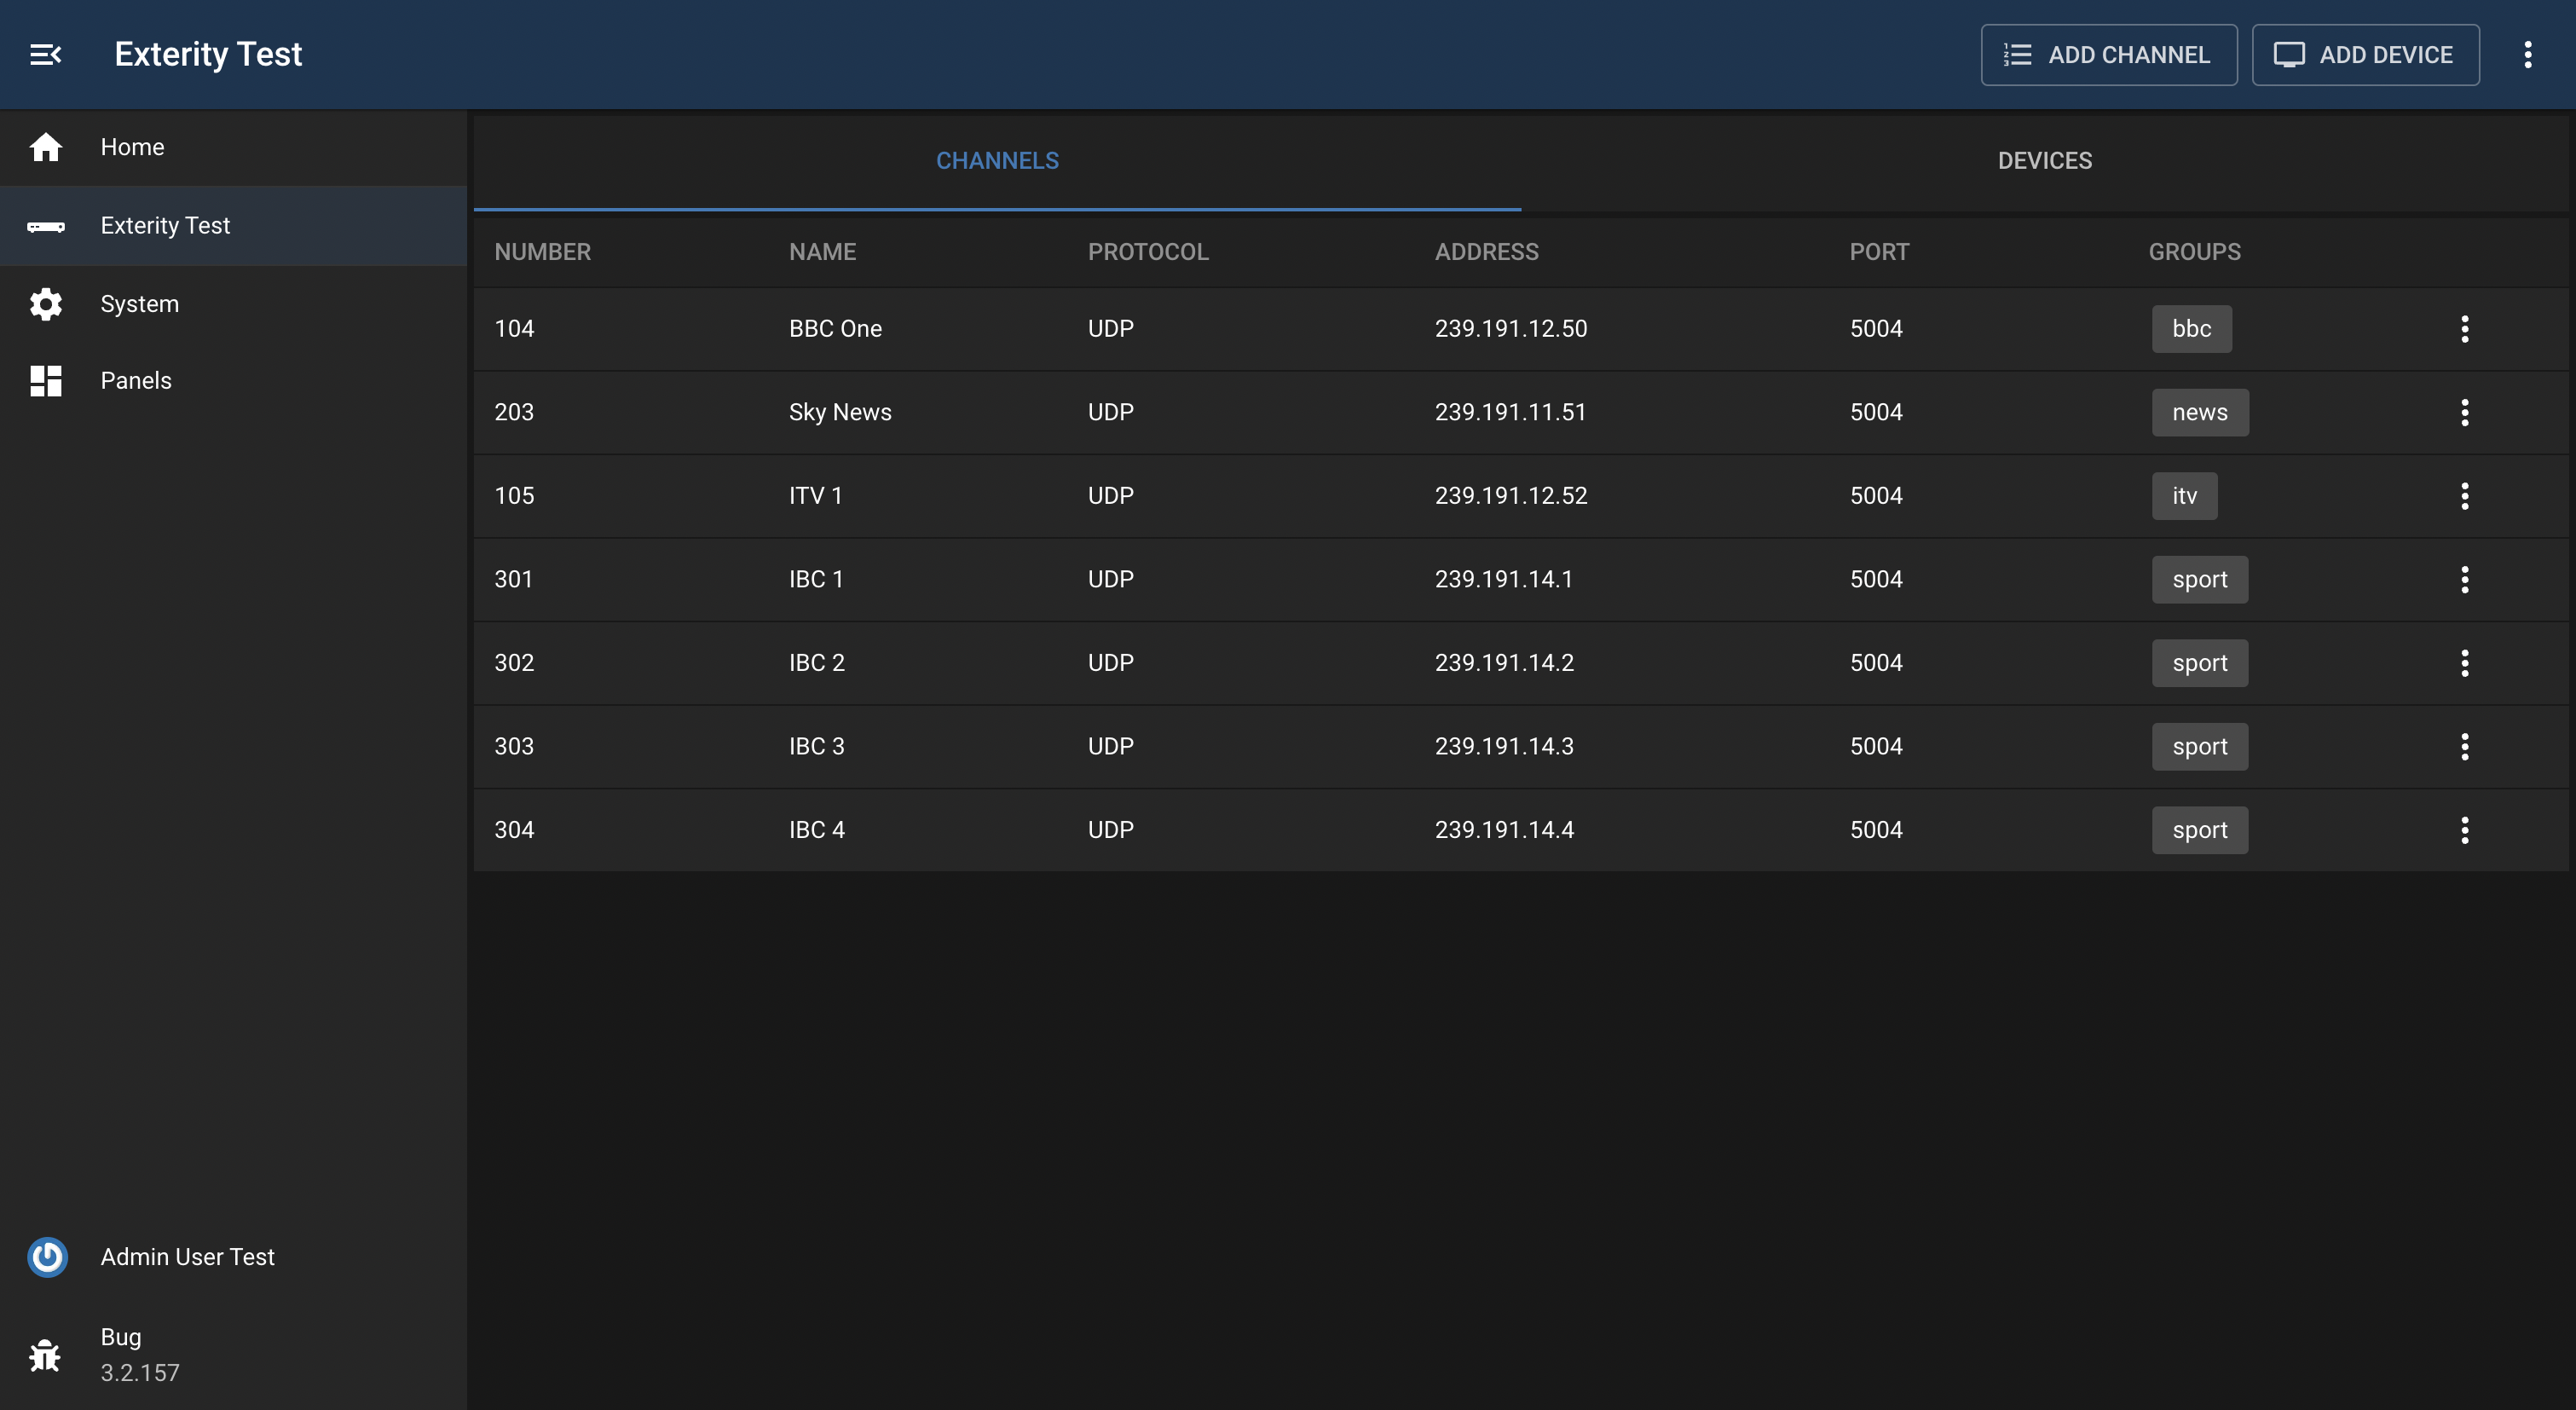 Exterity Test
ADD CHANNEL
ADD DEVICE
Home
Exterity Test
System
Panels
Admin User Test
Bug
3.2.157
CHANNELS DEVICES
NUMBER NAME PROTOCOL ADDRESS PORT GROUPS
104 BBC One UDP 239.191.12.50 5004 bbc
203 Sky News UDP 239.191.11.51 5004 news
105 ITV 1 UDP 239.191.12.52 5004 itv
301 IBC 1 UDP 239.191.14.1 5004 sport
302 IBC 2 UDP 239.191.14.2 5004 sport
303 IBC 3 UDP 239.191.14.3 5004 sport
304 IBC 4 UDP 239.191.14.4 5004 sport